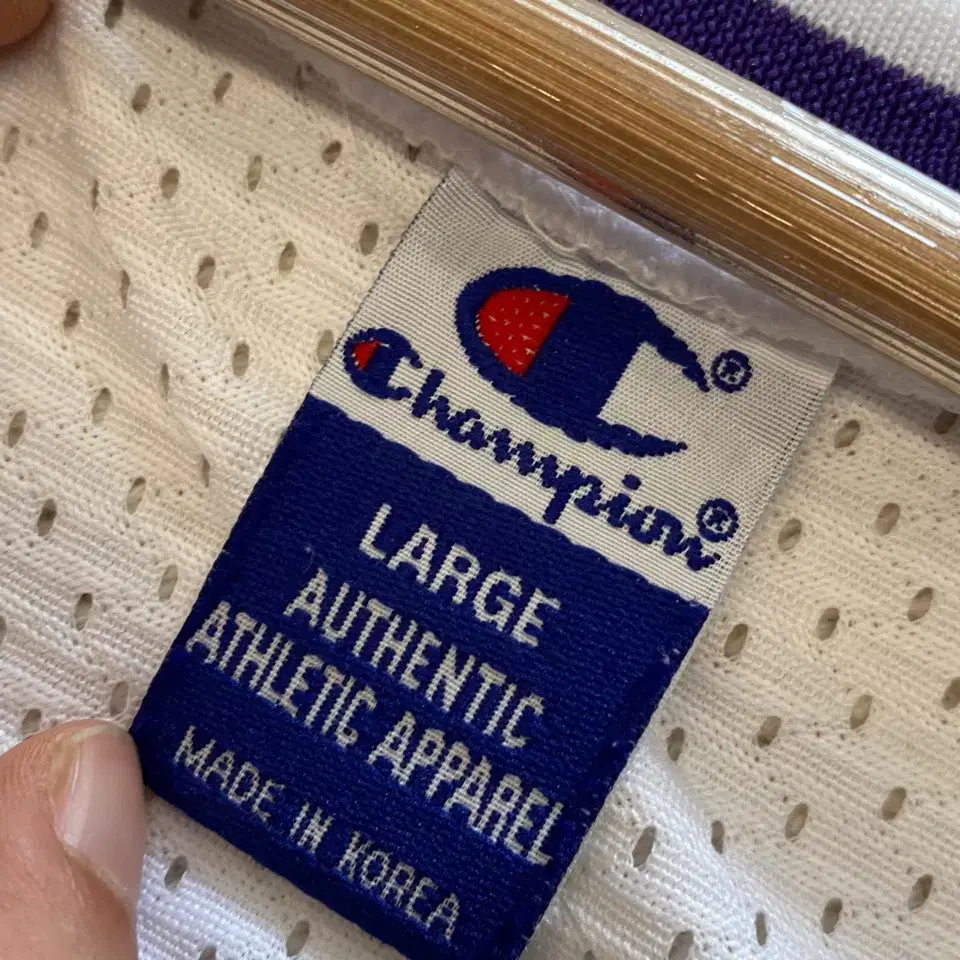 C®
Champion®
LARGE
AUTHENTIC
ATHLETIC APPAREL
MADE IN KOREA